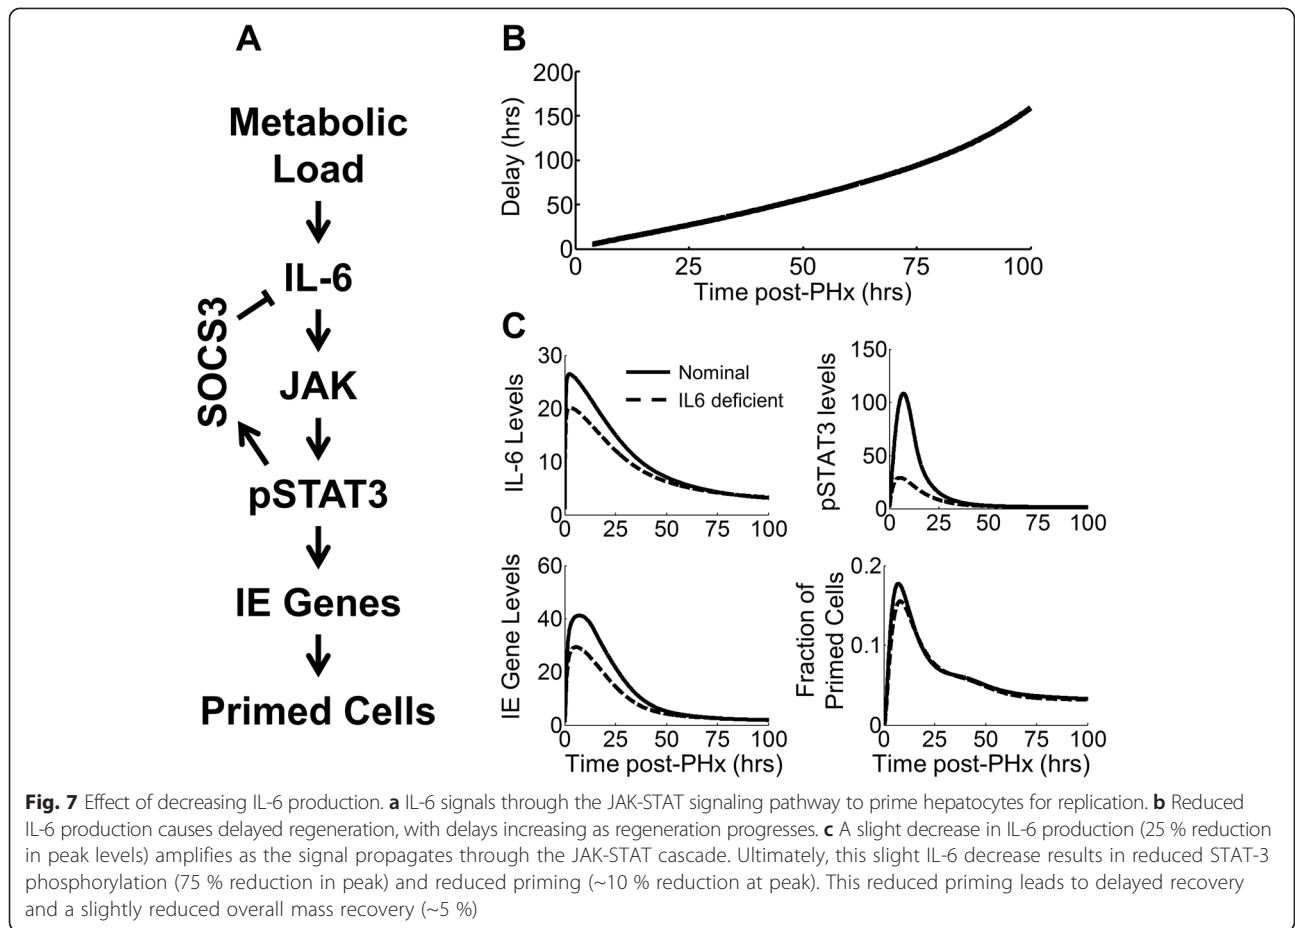 A
Metabolic
Load
IL-6
SOCS3
JAK
pSTAT3
IE Genes
Primed Cells
B
Delay (hrs)
200
150
100
50
0
0 25 50 75 100
Time post-PHx (hrs)
C
IL-6 Levels
30
20
10
0
0 25 50 75 100
Nominal
IL6 deficient
pSTAT3 levels
150
100
50
0
0 25 50 75 100
IE Gene Levels
60
40
20
0
0 25 50 75 100
Time post-PHx (hrs)
Fraction of
Primed Cells
0.2
0.1
0
0 25 50 75 100
Time post-PHx (hrs)
Fig. 7 Effect of decreasing IL-6 production. a IL-6 signals through the JAK-STAT signaling pathway to prime hepatocytes for replication. b Reduced
IL-6 production causes delayed regeneration, with delays increasing as regeneration progresses. c A slight decrease in IL-6 production (25 % reduction
in peak levels) amplifies as the signal propagates through the JAK-STAT cascade. Ultimately, this slight IL-6 decrease results in reduced STAT-3
phosphorylation (75 % reduction in peak) and reduced priming (~10 % reduction at peak). This reduced priming leads to delayed recovery
and a slightly reduced overall mass recovery (~5 %)